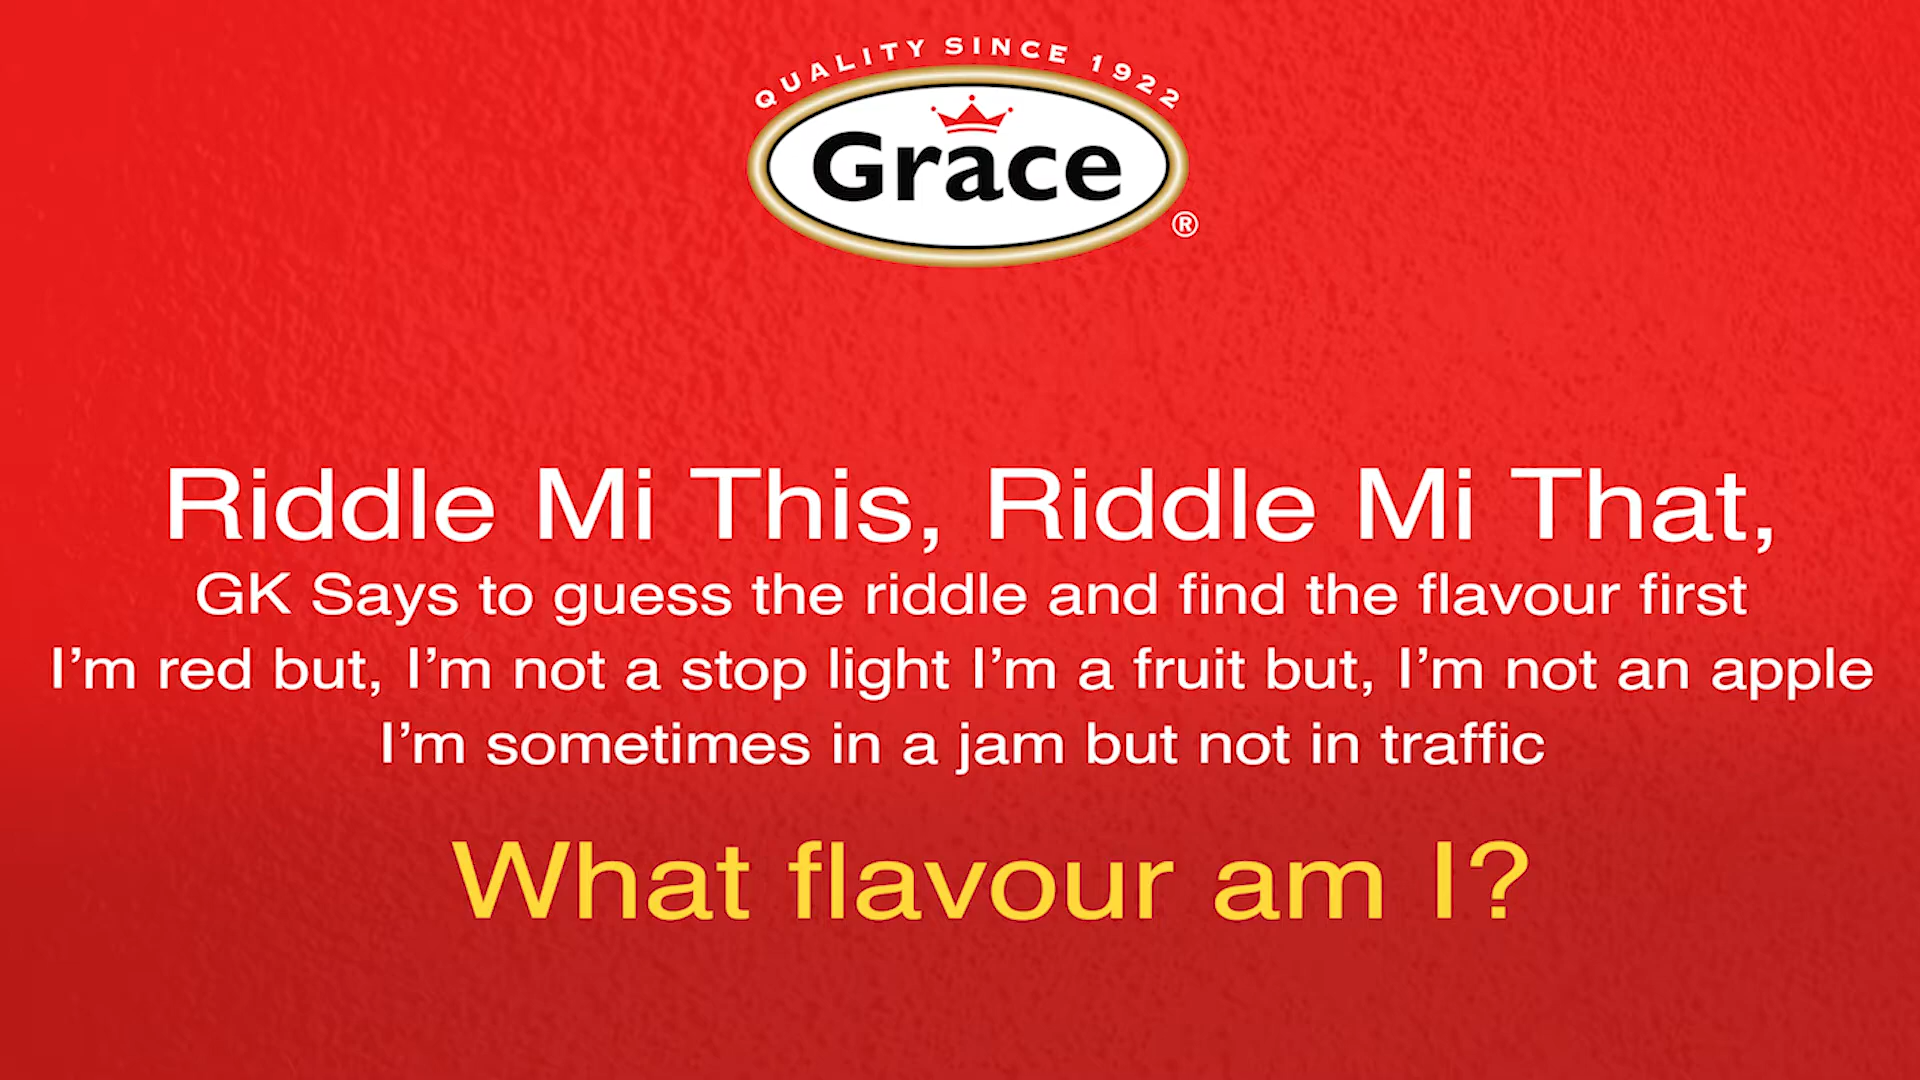 QUALITY SINCE 1922
Grace
®
Riddle Mi This, Riddle Mi That,
GK Says to guess the riddle and find the flavour first
I’m red but, I’m not a stop light I’m a fruit but, I’m not an apple
I’m sometimes in a jam but not in traffic
What flavour am I?